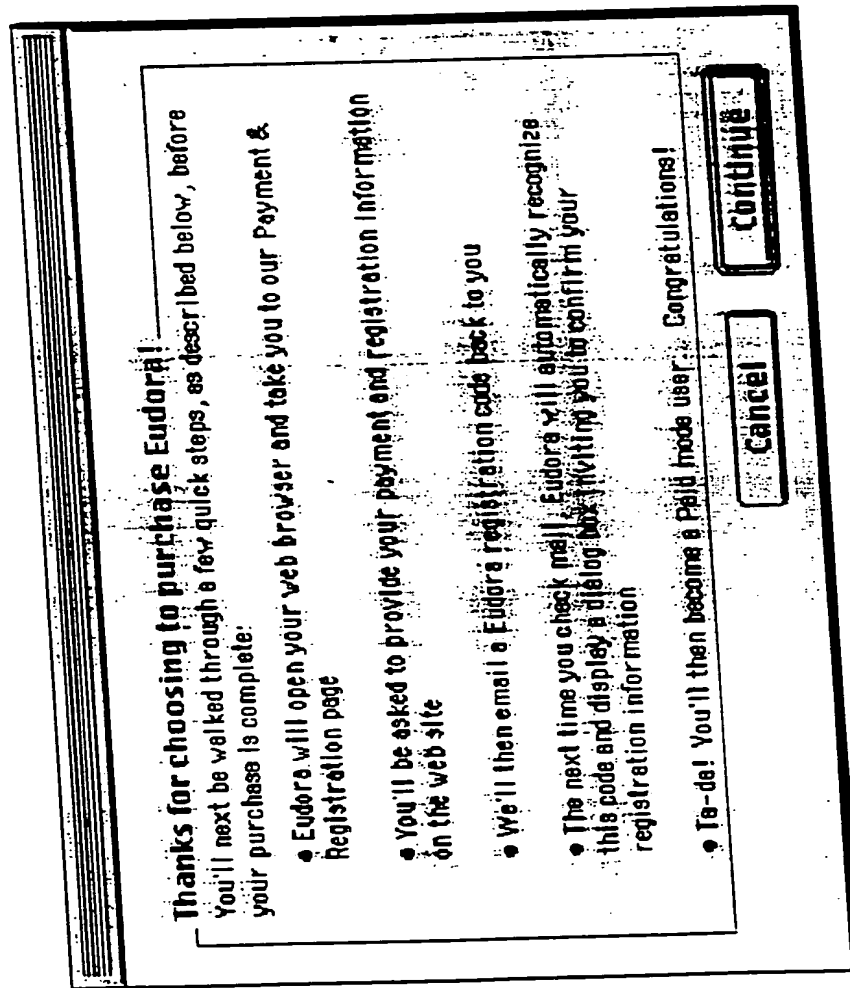 Thanks for choosing to purchase Eudora!
You'll next be walked through a few quick steps, as described below, before
your purchase is complete:
• Eudora will open your web browser and take you to our Payment &
Registration page
• You'll be asked to provide your payment and registration information
on the web site
• We'll then email a Eudora registration code back to you
• The next time you check mail, Eudora will automatically recognize
this code and display a dialog box inviting you to confirm your
registration information
• Ta-da! You'll then become a Paid mode user... Congratulations!
Cancel
Continue